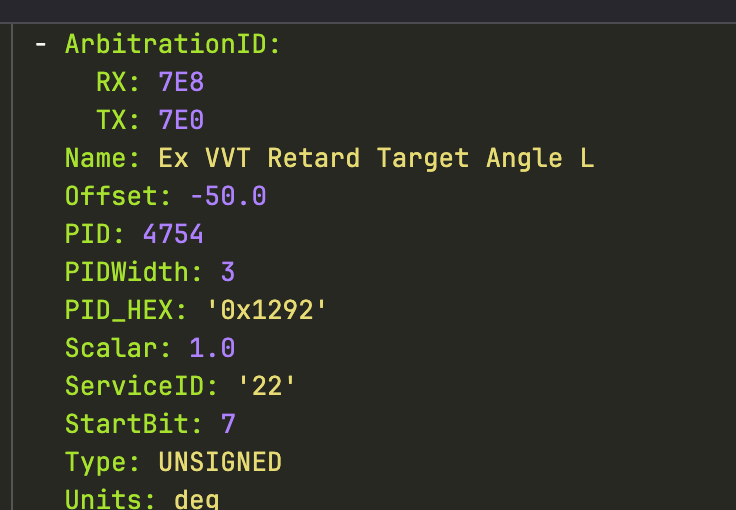 - ArbitrationID:
RX: 7E8
TX: 7E0
Name: Ex VVT Retard Target Angle L
Offset: -50.0
PID: 4754
PIDWidth: 3
PID_HEX: '0x1292'
Scalar: 1.0
ServiceID: '22'
StartBit: 7
Type: UNSIGNED
Units: deg